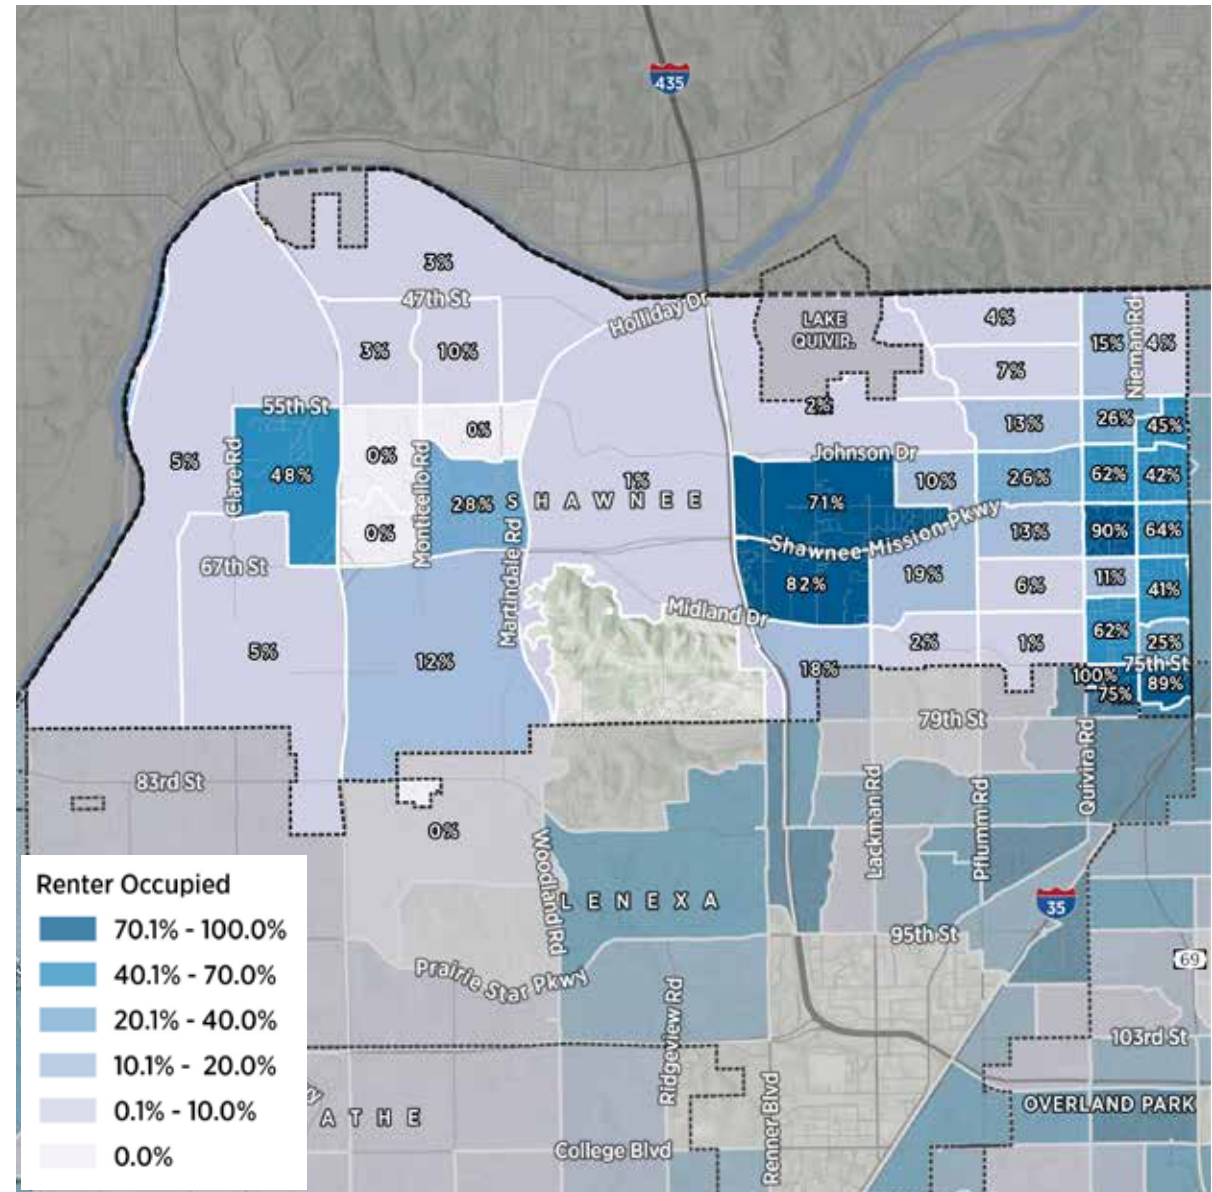 435
3%
47th St
Holliday Dr
LAKE
QUIVIR.
4%
15%
Nieman Rd
4%
3%
10%
7%
2%
55th St
0%
13%
26%
45%
5%
Clare Rd
48%
0%
Monticello Rd
28%
1%
SHAWNEE
Johnson Dr
71%
10%
26%
62%
42%
0%
Martindale Rd
Shawnee Mission Pkwy
13%
90%
64%
67th St
82%
19%
6%
11%
41%
Midland Dr
5%
12%
18%
2%
1%
62%
25%
75th St
100%
75%
89%
79th St
Quivira Rd
83rd St
0%
Woodland Rd
Lackman Rd
Pflumm Rd
LENEXA
35
95th St
69
Prairie Star Pkwy
Ridgeview Rd
Renner Blvd
103rd St
OVERLAND PARK
ATHE
College Blvd
Renter Occupied
70.1% - 100.0%
40.1% - 70.0%
20.1% - 40.0%
10.1% - 20.0%
0.1% - 10.0%
0.0%